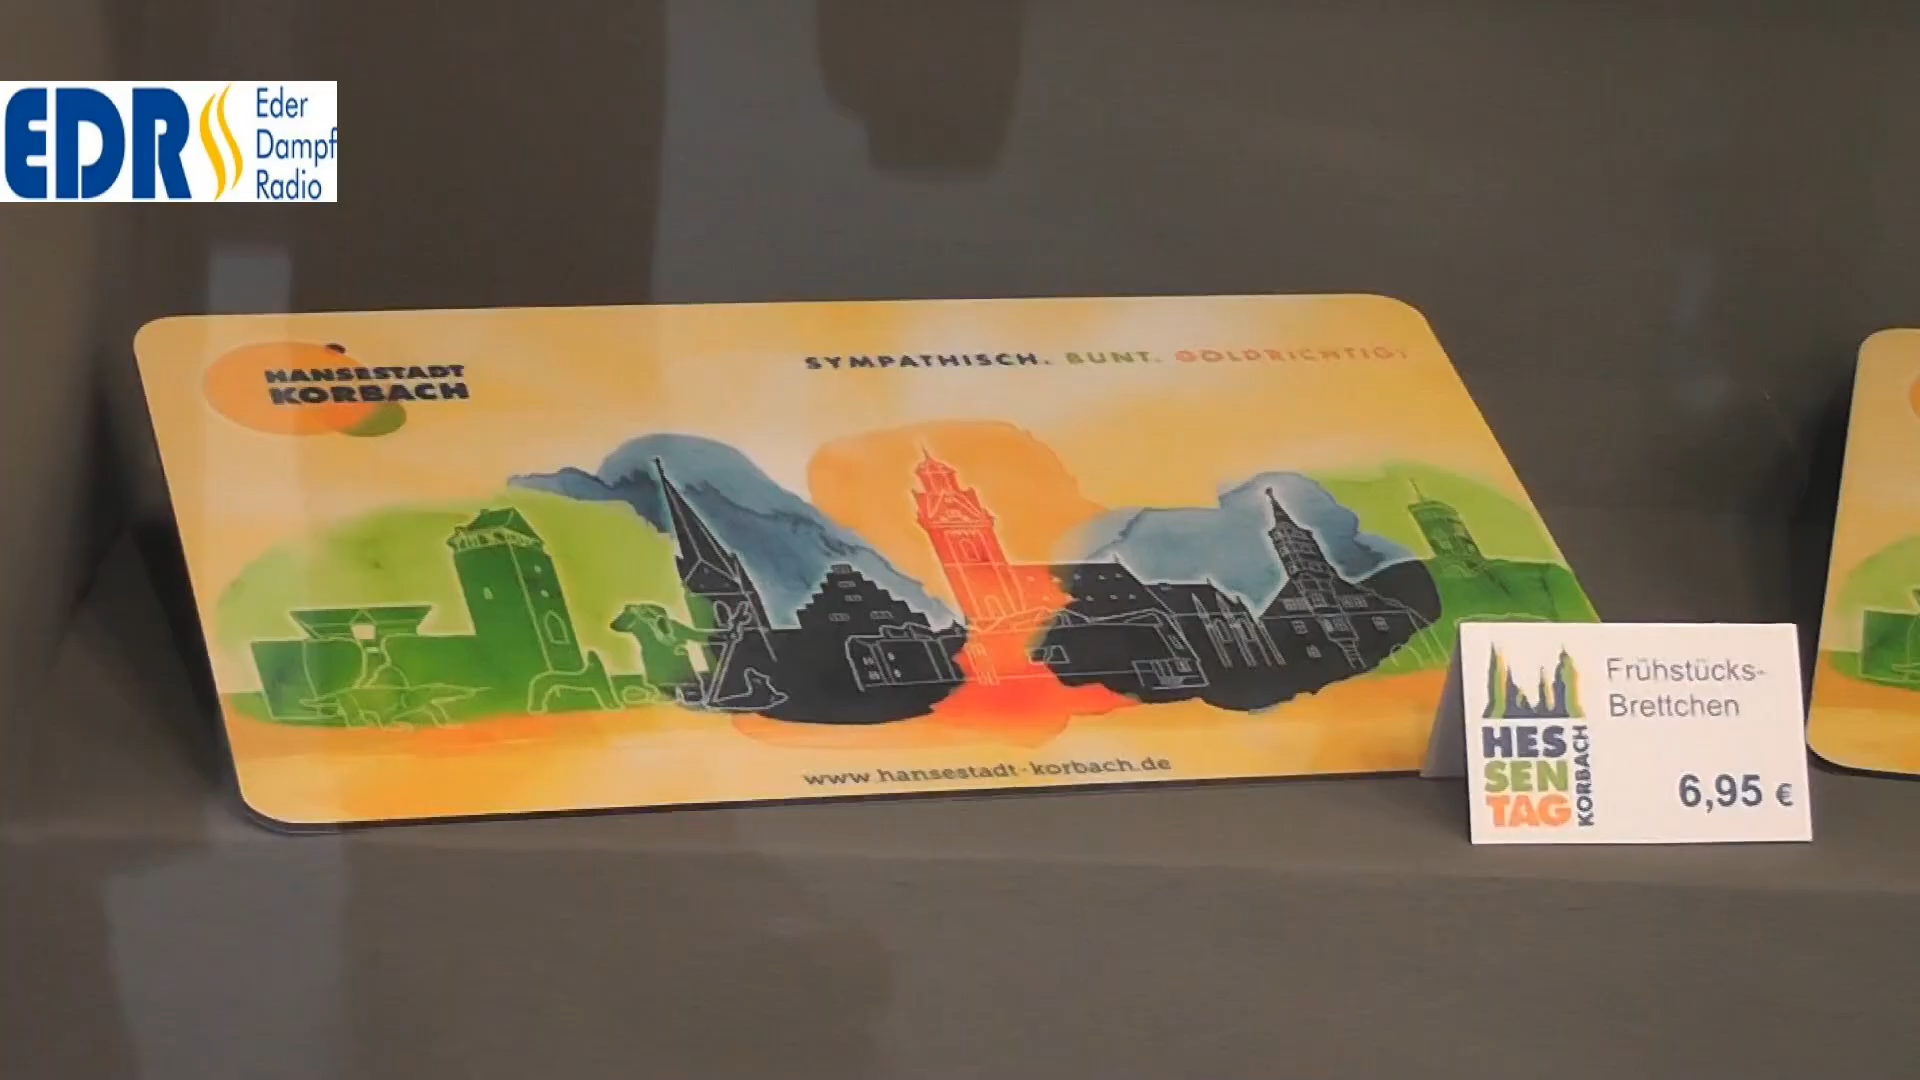 EDR
Eder
Dampf
Radio
HANSESTADT
KORBACH
SYMPATHISCH. BUNT. GOLDRICHTIG!
www.hansestadt-korbach.de
HES
SEN
TAG
KORBACH
Frühstücks-
Brettchen
6,95 €